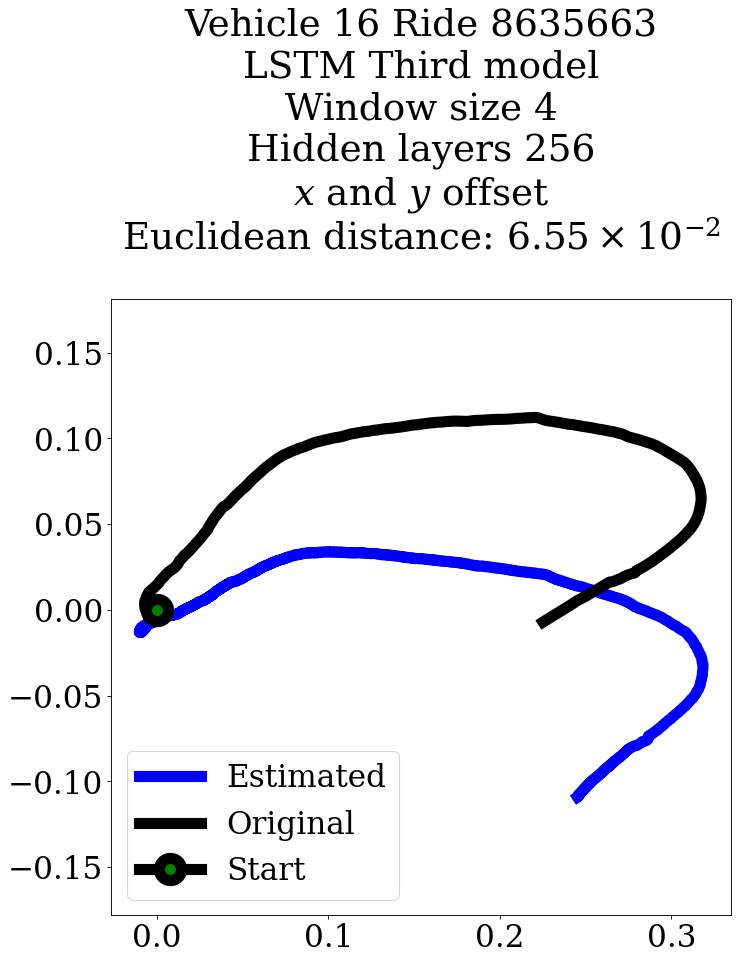 Vehicle 16 Ride 8635663
LSTM Third model
Window size 4
Hidden layers 256
x and y offset
Euclidean distance: 6.55 × 10⁻²
0.15
0.10
0.05
0.00
−0.05
−0.10
−0.15
Estimated
Original
Start
0.0 0.1 0.2 0.3